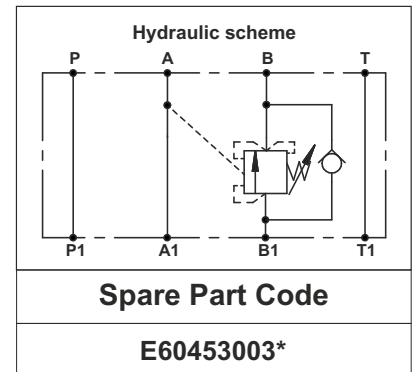 Hydraulic scheme
P A B T
P1 A1 B1 T1
Spare Part Code
E60453003*